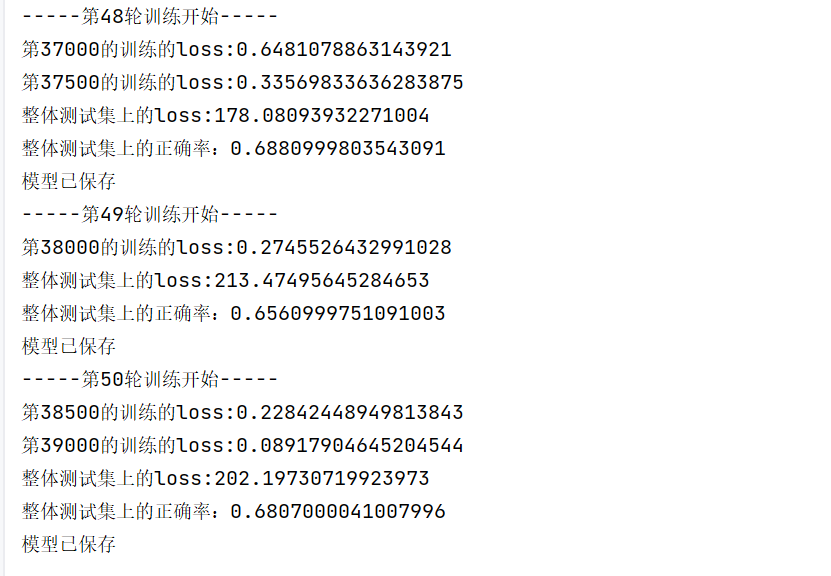 -----第48轮训练开始-----
第37000的训练的loss:0.6481078863143921
第37500的训练的loss:0.33569833636283875
整体测试集上的loss:178.08093932271004
整体测试集上的正确率：0.6880999803543091
模型已保存
-----第49轮训练开始-----
第38000的训练的loss:0.2745526432991028
整体测试集上的loss:213.47495645284653
整体测试集上的正确率：0.6560999751091003
模型已保存
-----第50轮训练开始-----
第38500的训练的loss:0.22842448949813843
第39000的训练的loss:0.08917904645204544
整体测试集上的loss:202.19730719923973
整体测试集上的正确率：0.6807000041007996
模型已保存